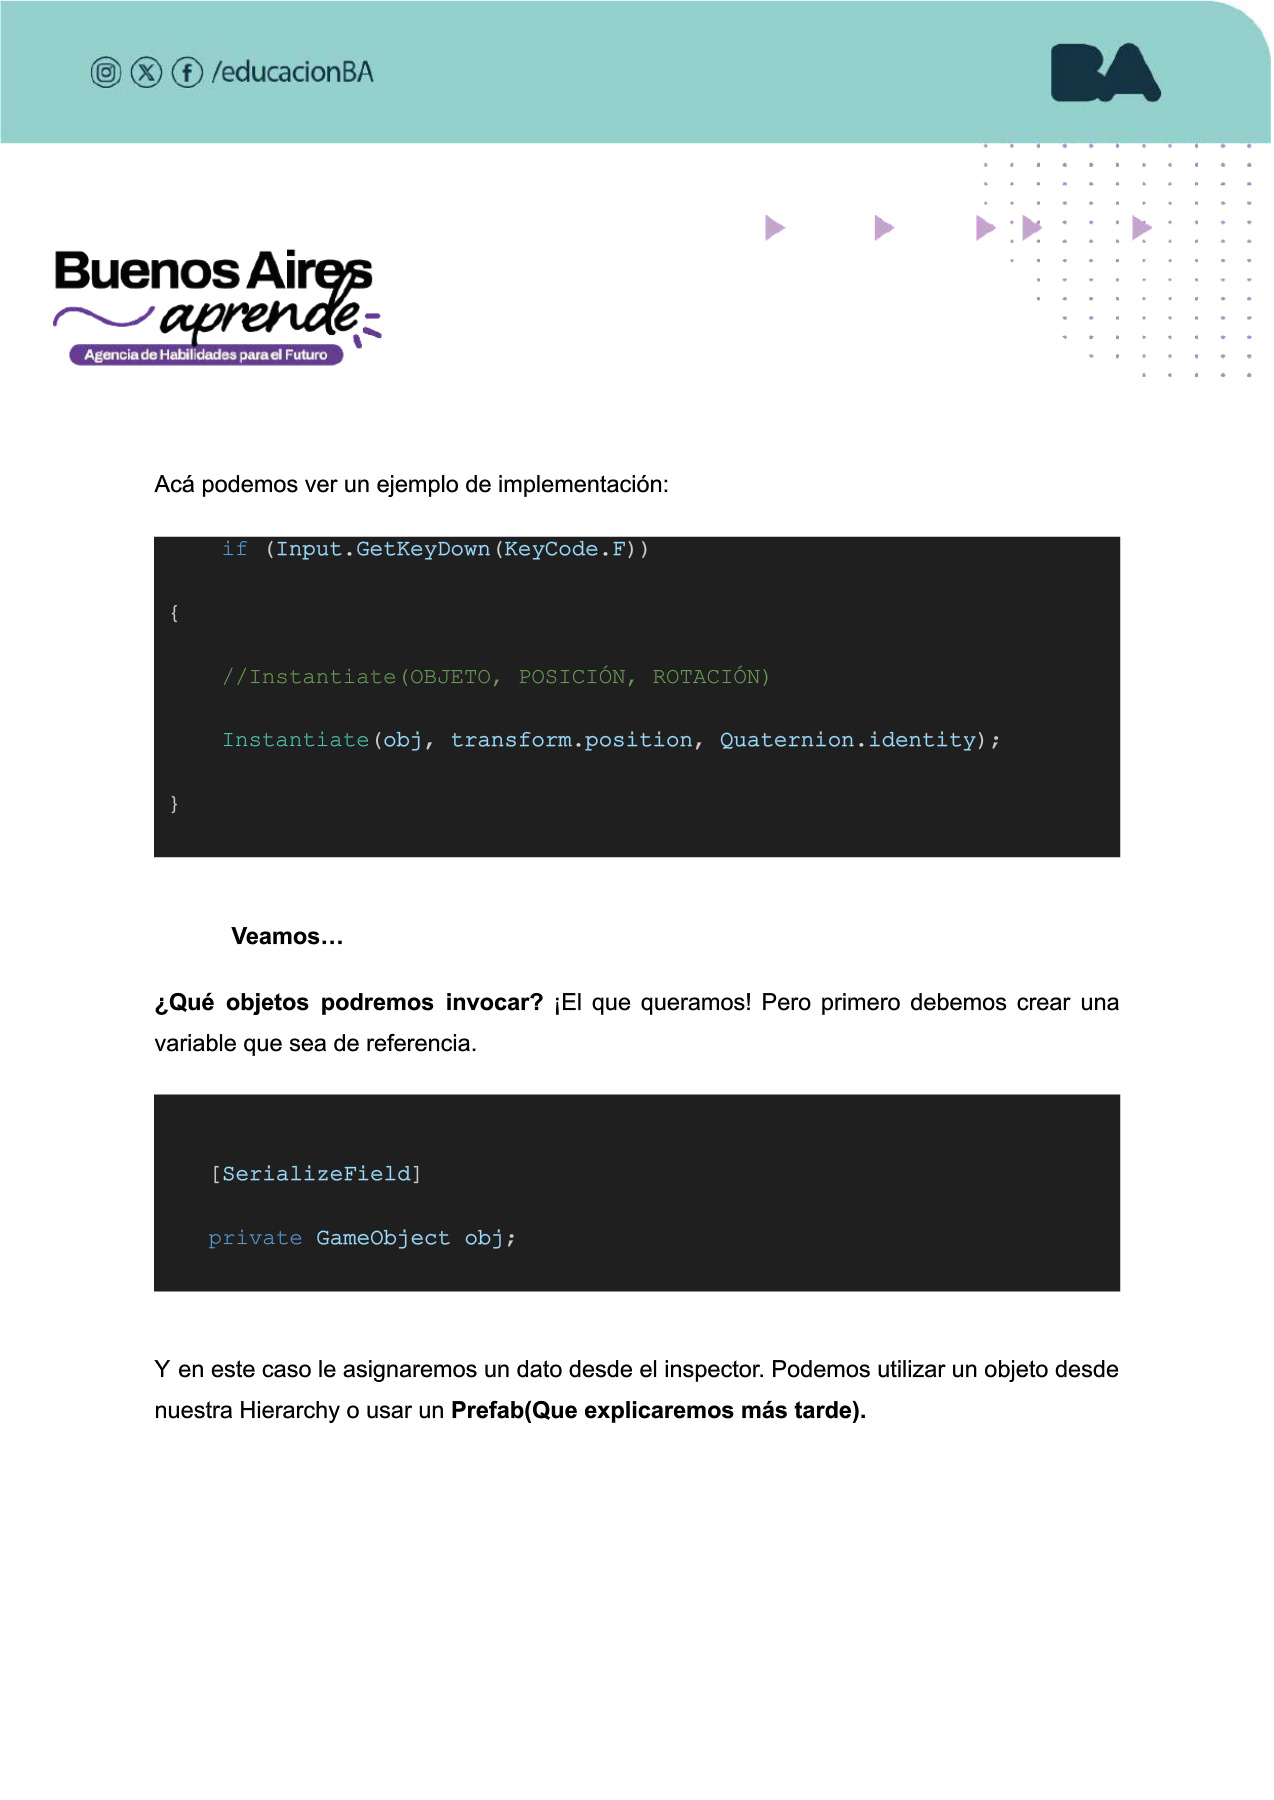 /educacionBA
BA
Buenos Aires
aprende
Agencia de Habilidades para el Futuro
Acá podemos ver un ejemplo de implementación:
if (Input.GetKeyDown(KeyCode.F))
{
//Instantiate(OBJETO, POSICIÓN, ROTACIÓN)
Instantiate(obj, transform.position, Quaternion.identity);
}
Veamos…
¿Qué objetos podremos invocar? ¡El que queramos! Pero primero debemos crear una
variable que sea de referencia.
[SerializeField]
private GameObject obj;
Y en este caso le asignaremos un dato desde el inspector. Podemos utilizar un objeto desde
nuestra Hierarchy o usar un Prefab(Que explicaremos más tarde).